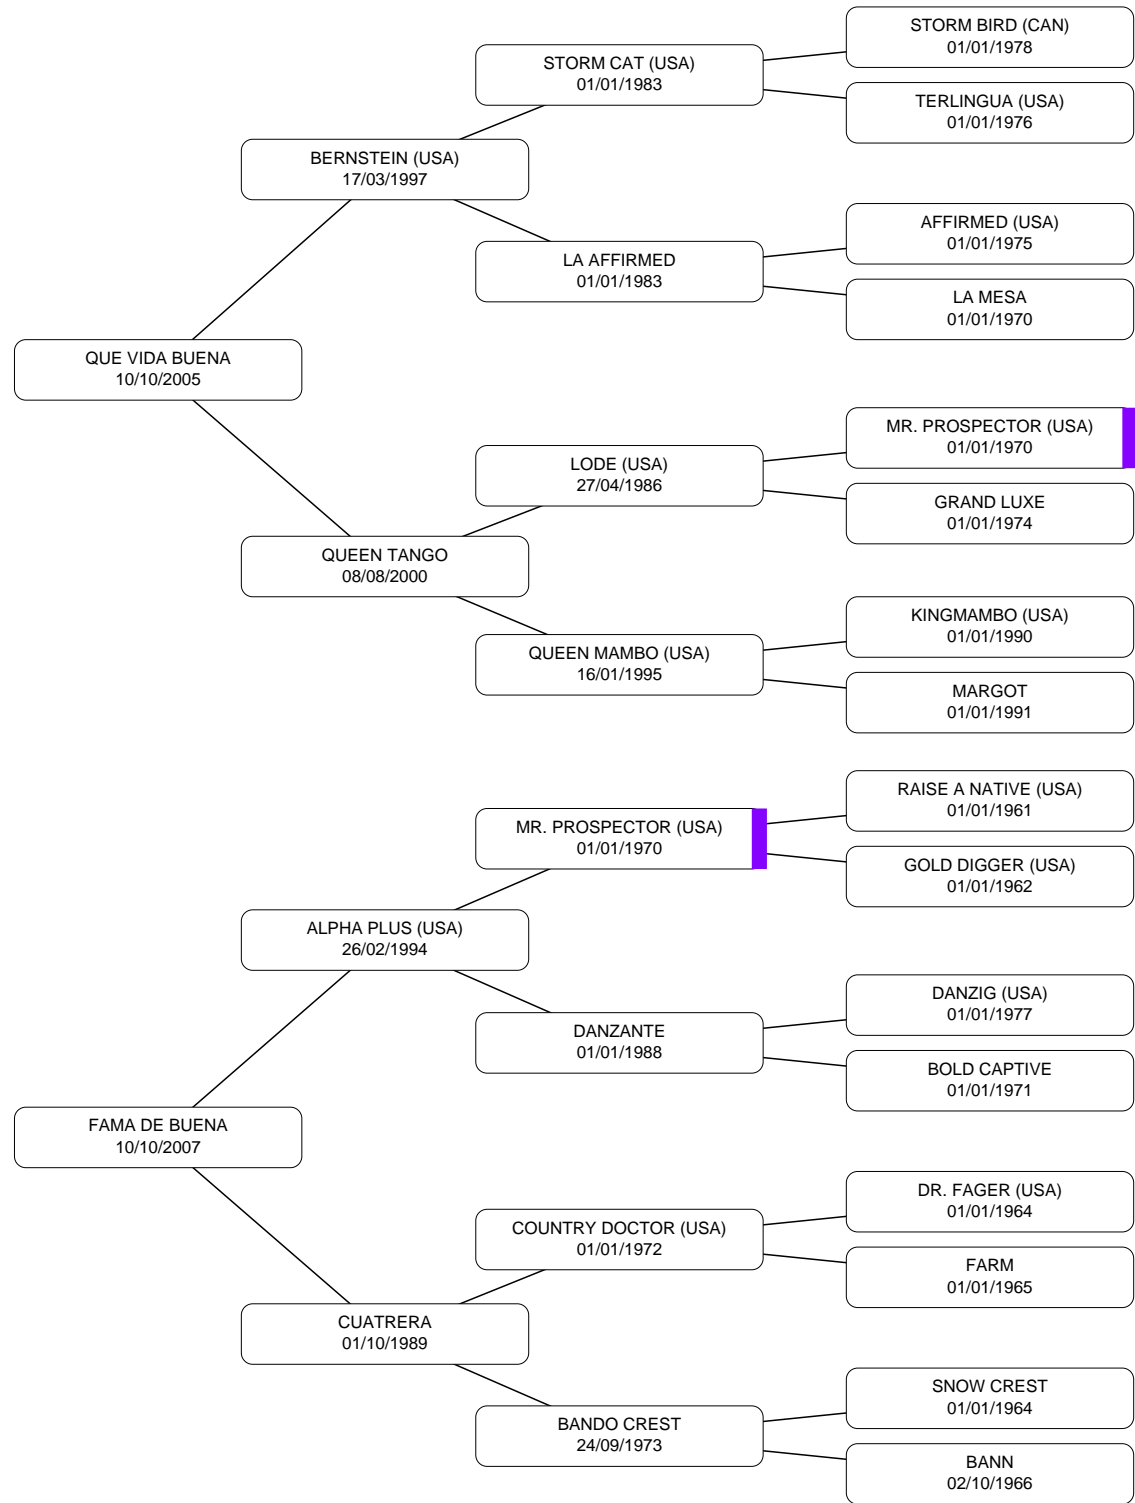 STORM BIRD (CAN)
01/01/1978
STORM CAT (USA)
01/01/1983
TERLINGUA (USA)
01/01/1976
BERNSTEIN (USA)
17/03/1997
AFFIRMED (USA)
01/01/1975
LA AFFIRMED
01/01/1983
LA MESA
01/01/1970
QUE VIDA BUENA
10/10/2005
MR. PROSPECTOR (USA)
01/01/1970
LODE (USA)
27/04/1986
GRAND LUXE
01/01/1974
QUEEN TANGO
08/08/2000
KINGMAMBO (USA)
01/01/1990
QUEEN MAMBO (USA)
16/01/1995
MARGOT
01/01/1991
RAISE A NATIVE (USA)
01/01/1961
MR. PROSPECTOR (USA)
01/01/1970
GOLD DIGGER (USA)
01/01/1962
ALPHA PLUS (USA)
26/02/1994
DANZIG (USA)
01/01/1977
DANZANTE
01/01/1988
BOLD CAPTIVE
01/01/1971
FAMA DE BUENA
10/10/2007
DR. FAGER (USA)
01/01/1964
COUNTRY DOCTOR (USA)
01/01/1972
FARM
01/01/1965
CUATRERA
01/10/1989
SNOW CREST
01/01/1964
BANDO CREST
24/09/1973
BANN
02/10/1966